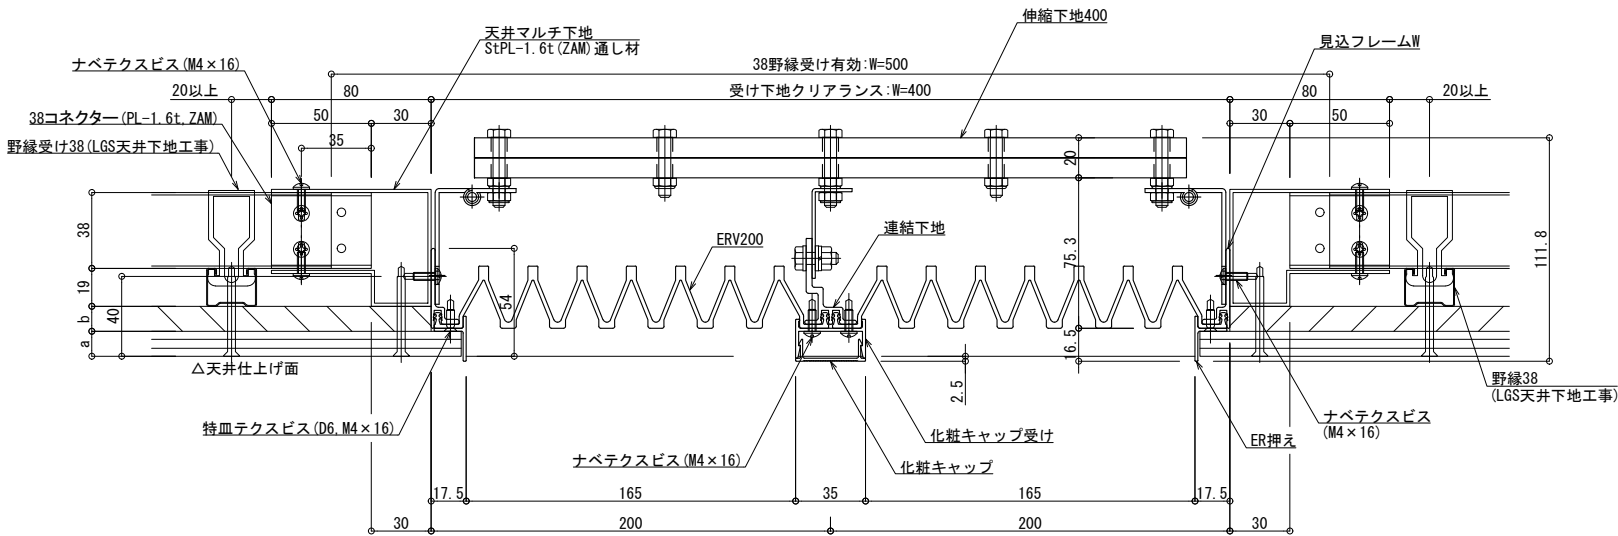 伸縮下地400
天井マルチ下地
StPL-1.6t(ZAM)通し材
見込フレームW
ナベテクスビス(M4×16)
38野縁受け有効:W=500
20以上
80
受け下地クリアランス:W=400
80
20以上
38コネクター(PL-1.6t,ZAM)
50
30
30
50
野縁受け38(LGS天井下地工事)
35
20
連結下地
ERV200
38
75.3
111.8
19
40
54
b
a
16.5
2.5
△天井仕上げ面
野縁38
(LGS天井下地工事)
特皿テクスビス(D6,M4×16)
化粧キャップ受け
ナベテクスビス
(M4×16)
ER押え
ナベテクスビス(M4×16)
化粧キャップ
17.5
165
35
165
17.5
30
200
200
30